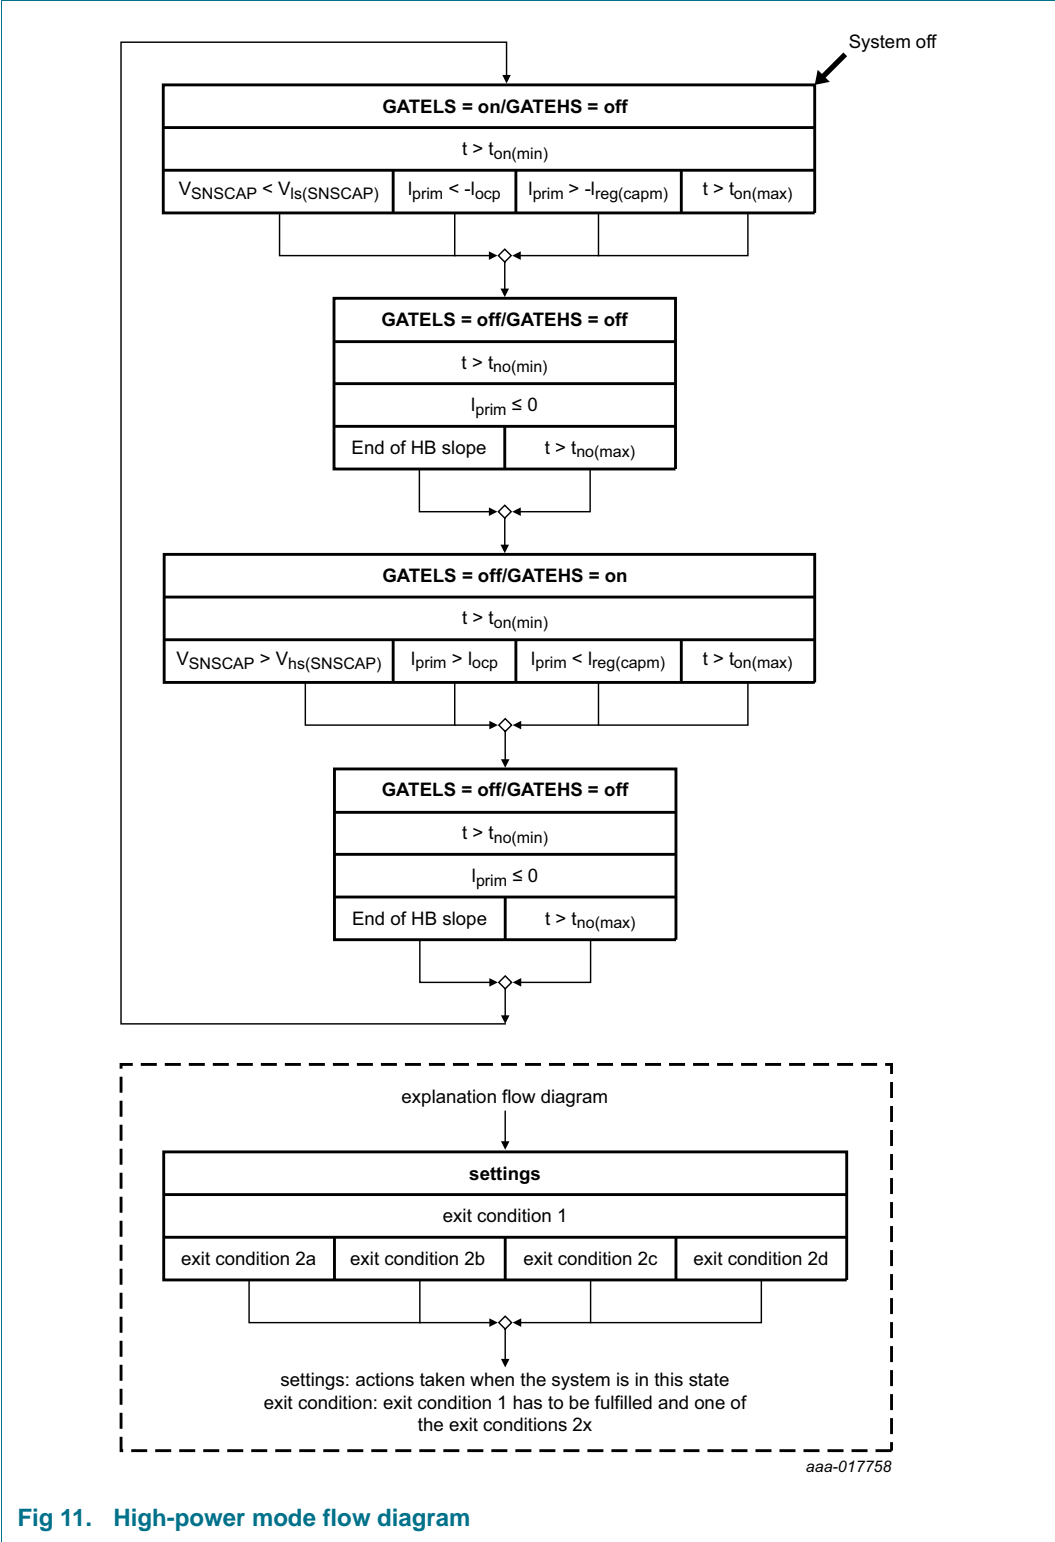 System off
GATELS = on/GATEHS = off
t > ton(min)
VSNSCAP < Vls(SNSCAP) Iprim < -Iocp Iprim > -Ireg(capm) t > ton(max)
GATELS = off/GATEHS = off
t > tno(min)
Iprim ≤ 0
End of HB slope t > tno(max)
GATELS = off/GATEHS = on
t > ton(min)
VSNSCAP > Vhs(SNSCAP) Iprim > Iocp Iprim < Ireg(capm) t > ton(max)
GATELS = off/GATEHS = off
t > tno(min)
Iprim ≤ 0
End of HB slope t > tno(max)
explanation flow diagram
settings
exit condition 1
exit condition 2a exit condition 2b exit condition 2c exit condition 2d
settings: actions taken when the system is in this state
exit condition: exit condition 1 has to be fulfilled and one of
the exit conditions 2x
aaa-017758
Fig 11. High-power mode flow diagram